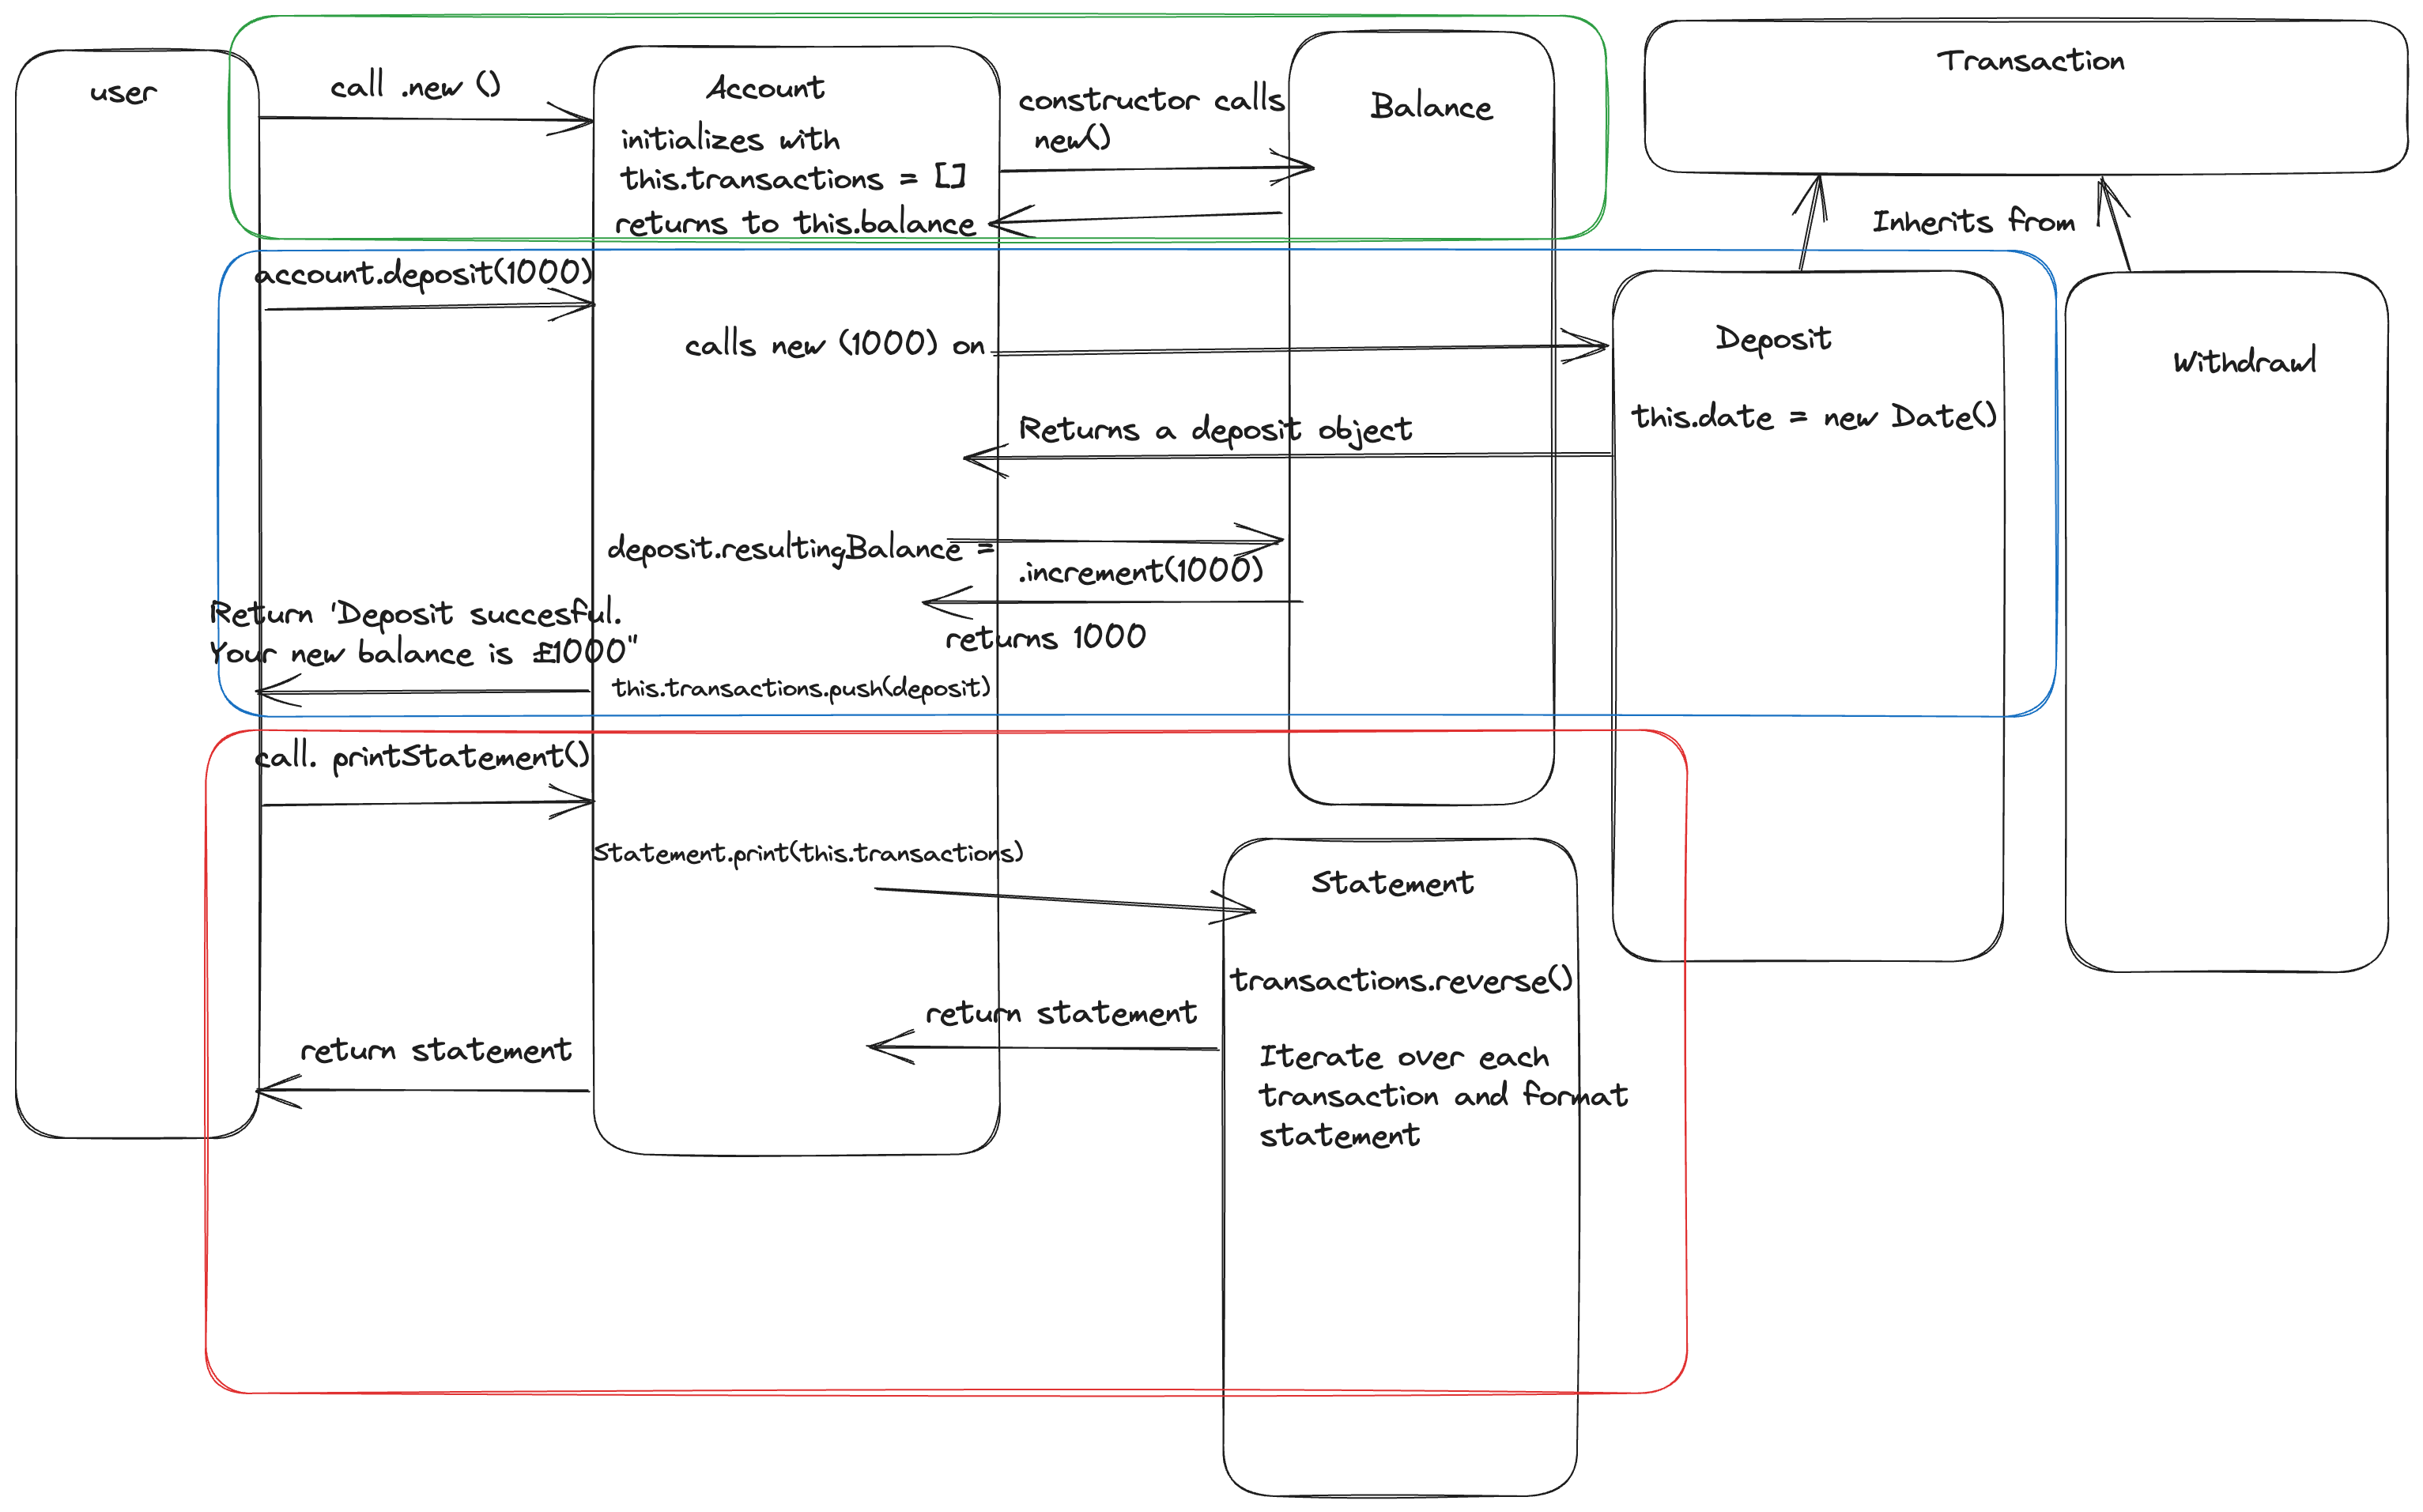 user
call .new ()
Account
initializes with
this.transactions = []
returns to this.balance
constructor calls
new()
Balance
Transaction
Inherits from
account.deposit(1000)
calls new (1000) on
Deposit
this.date = new Date()
Withdrawl
Returns a deposit object
deposit.resultingBalance =
.increment(1000)
returns 1000
Return 'Deposit succesful.
Your new balance is £1000"
this.transactions.push(deposit)
call. printStatement()
Statement.print(this.transactions)
Statement
transactions.reverse()
Iterate over each
transaction and format
statement
return statement
return statement